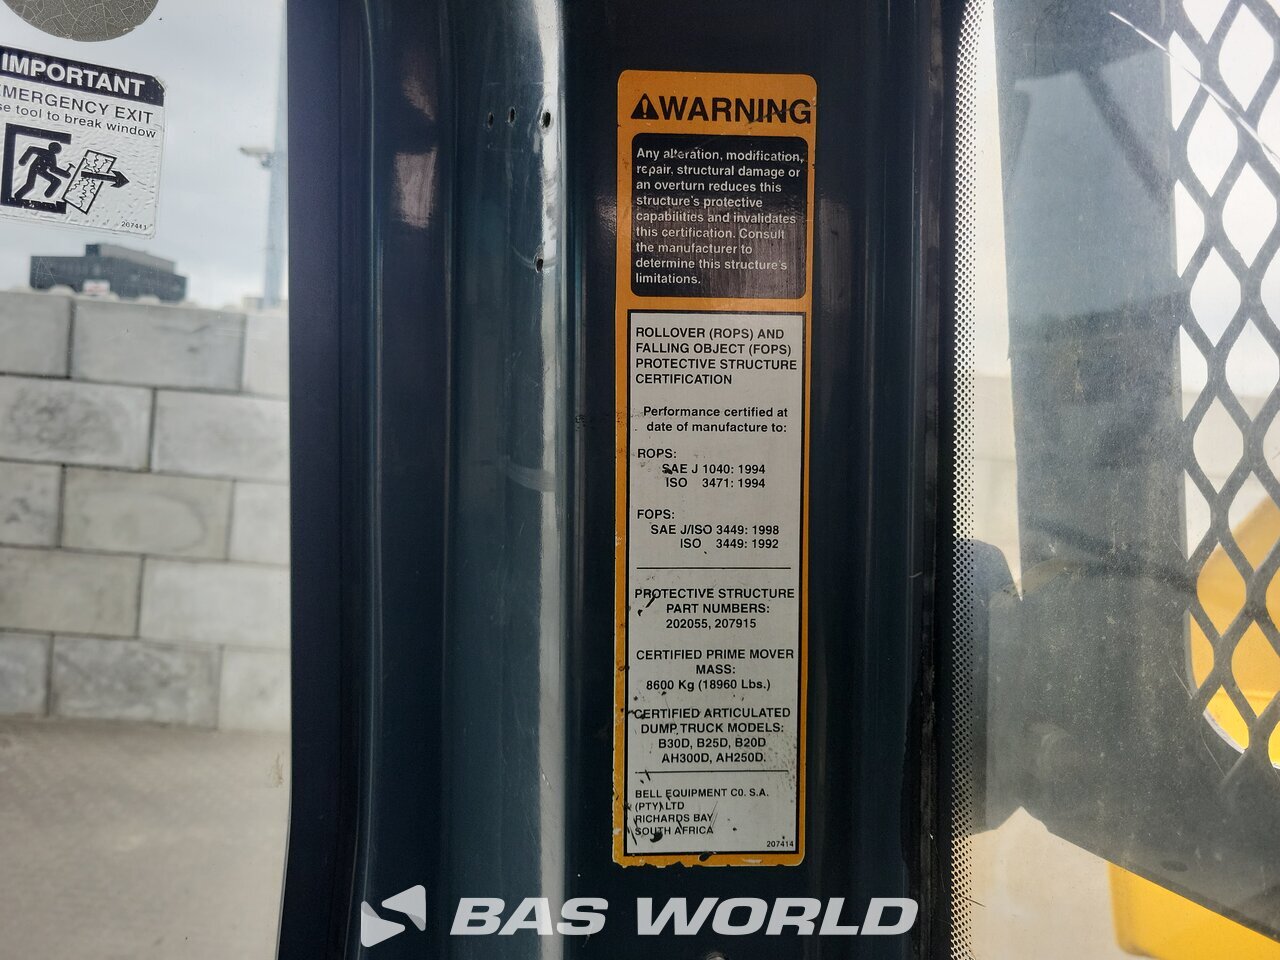 IMPORTANT
EMERGENCY EXIT
tool to break window
207441
WARNING
Any alteration, modification,
repair, structural damage or
an overturn reduces this
structure's protective
capabilities and invalidates
this certification. Consult
the manufacturer to
determine this structure's
limitations.
ROLLOVER (ROPS) AND
FALLING OBJECT (FOPS)
PROTECTIVE STRUCTURE
CERTIFICATION
Performance certified at
date of manufacture to:
ROPS:
SAE J 1040: 1994
ISO 3471: 1994
FOPS:
SAE J/ISO 3449: 1998
ISO 3449: 1992
PROTECTIVE STRUCTURE
PART NUMBERS:
202055, 207915
CERTIFIED PRIME MOVER
MASS:
8600 Kg (18960 Lbs.)
CERTIFIED ARTICULATED
DUMP TRUCK MODELS:
B30D, B25D, B20D
AH300D, AH250D.
BELL EQUIPMENT CO. S.A.
(PTY) LTD
RICHARDS BAY
SOUTH AFRICA
207414
BAS WORLD